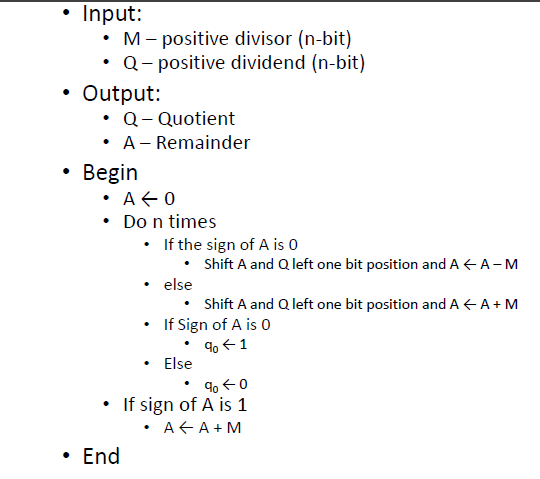 • Input:
• M – positive divisor (n-bit)
• Q – positive dividend (n-bit)
• Output:
• Q – Quotient
• A – Remainder
• Begin
• A ← 0
• Do n times
• If the sign of A is 0
• Shift A and Q left one bit position and A ← A – M
• else
• Shift A and Q left one bit position and A ← A + M
• If Sign of A is 0
• q₀ ← 1
• Else
• q₀ ← 0
• If sign of A is 1
• A ← A + M
• End